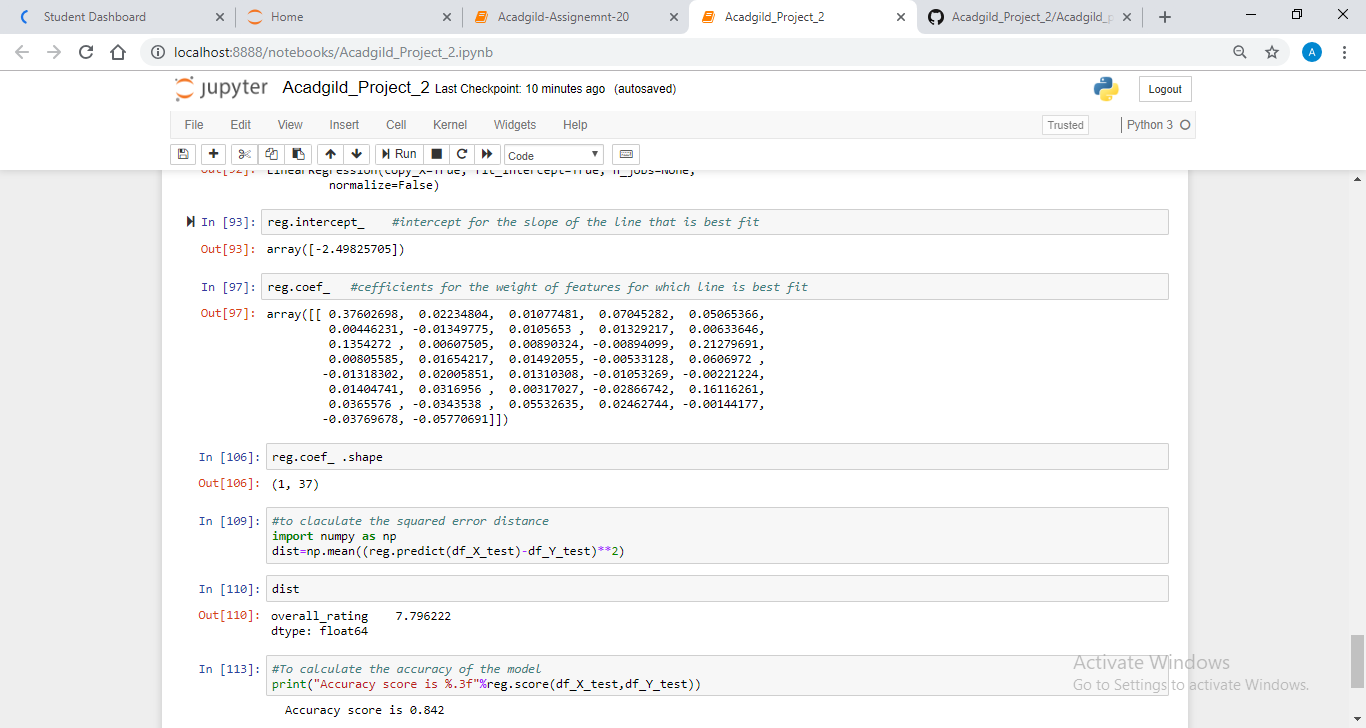 Student Dashboard
Home
Acadgild-Assignemnt-20
Acadgild_Project_2
Acadgild_Project_2/Acadgild_p
localhost:8888/notebooks/Acadgild_Project_2.ipynb
A
jupyter Acadgild_Project_2 Last Checkpoint: 10 minutes ago (autosaved)
Logout
File Edit View Insert Cell Kernel Widgets Help
Trusted Python 3
Run Code
Out[92]: LinearRegression(copy_X=True, fit_intercept=True, n_jobs=None,
normalize=False)
In [93]: reg.intercept_ #intercept for the slope of the line that is best fit
Out[93]: array([-2.49825705])
In [97]: reg.coef_ #cefficients for the weight of features for which line is best fit
Out[97]: array([[ 0.37602698, 0.02234804, 0.01077481, 0.07045282, 0.05065366,
0.00446231, -0.01349775, 0.0105653 , 0.01329217, 0.00633646,
0.1354272 , 0.00607505, 0.00890324, -0.00894099, 0.21279691,
0.00805585, 0.01654217, 0.01492055, -0.00533128, 0.0606972 ,
-0.01318302, 0.02005851, 0.01310308, -0.01053269, -0.00221224,
0.01404741, 0.0316956 , 0.00317027, -0.02866742, 0.16116261,
0.0365576 , -0.0343538 , 0.05532635, 0.02462744, -0.00144177,
-0.03769678, -0.05770691]])
In [106]: reg.coef_ .shape
Out[106]: (1, 37)
In [109]: #to claculate the squared error distance
import numpy as np
dist=np.mean((reg.predict(df_X_test)-df_Y_test)**2)
In [110]: dist
Out[110]: overall_rating 7.796222
dtype: float64
In [113]: #To calculate the accuracy of the model
print("Accuracy score is %.3f"%reg.score(df_X_test,df_Y_test))
Accuracy score is 0.842
Activate Windows
Go to Settings to activate Windows.